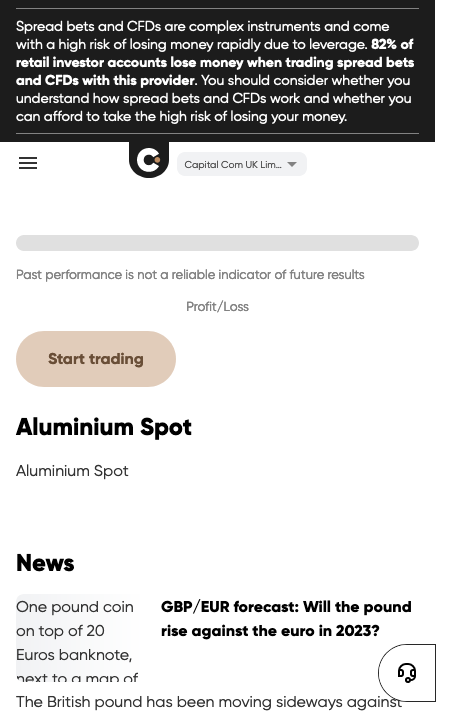 Spread bets and CFDs are complex instruments and come
with a high risk of losing money rapidly due to leverage. 82% of
retail investor accounts lose money when trading spread bets
and CFDs with this provider. You should consider whether you
understand how spread bets and CFDs work and whether you
can afford to take the high risk of losing your money.
Capital Com UK Lim...
Past performance is not a reliable indicator of future results
Profit/Loss
Start trading
Aluminium Spot
Aluminium Spot
News
One pound coin
on top of 20
Euros banknote,
next to a map of
GBP/EUR forecast: Will the pound
rise against the euro in 2023?
The British pound has been moving sideways against